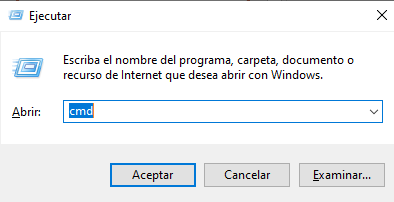 Ejecutar
Escriba el nombre del programa, carpeta, documento o
recurso de Internet que desea abrir con Windows.
Abrir: cmd
Aceptar Cancelar Examinar...